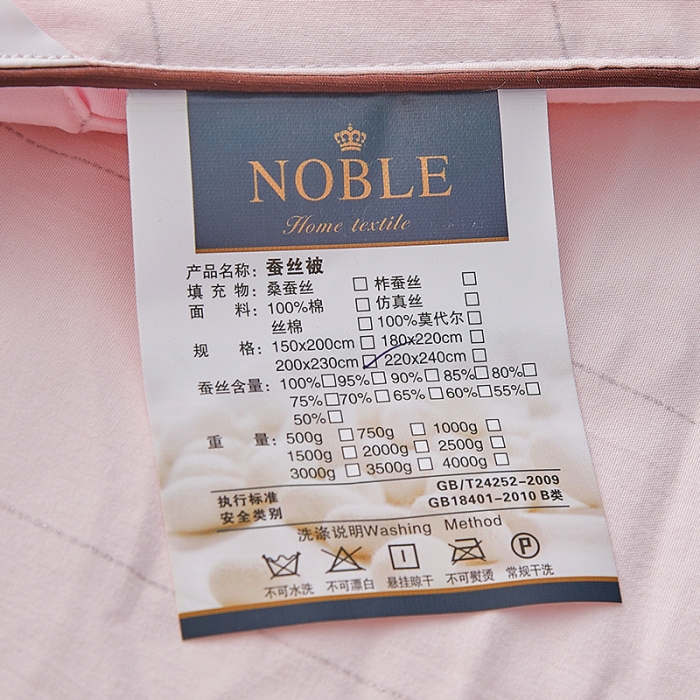 NOBLE
Home textile
产品名称：蚕丝被
填 充 物：桑蚕丝 □ 柞蚕丝 □
面 料：100%棉 □ 仿真丝 □
丝棉 □ 100%莫代尔 □
规 格：150x200cm □ 180x220cm □
200x230cm ☑ 220x240cm □
蚕丝含量：100%□ 95%□ 90%□ 85%□ 80%□
75%□ 70%□ 65%□ 60%□ 55%□
50%□
重 量：500g □ 750g □ 1000g □
1500g □ 2000g □ 2500g □
3000g □ 3500g □ 4000g □
执行标准 GB/T24252-2009
安全类别 GB18401-2010 B类
洗涤说明Washing Method
P
不可水洗 不可漂白 悬挂晾干 不可熨烫 常规干洗